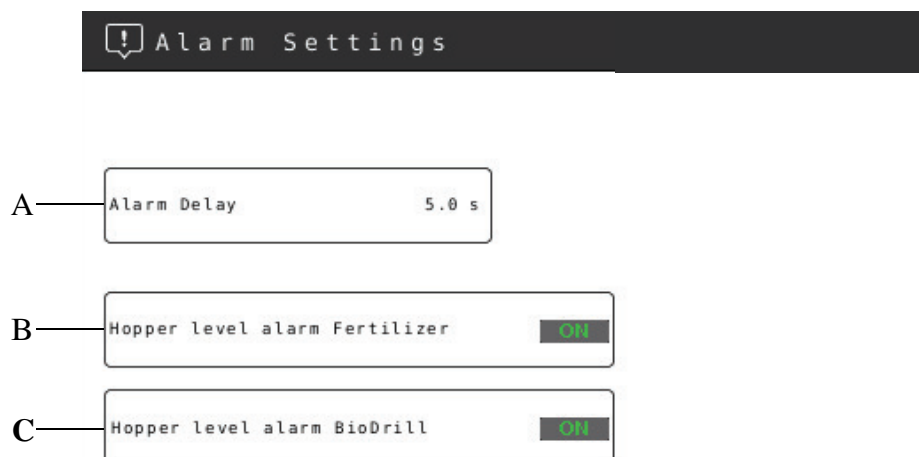 Alarm Settings
A Alarm Delay 5.0 s
B Hopper level alarm Fertilizer ON
C Hopper level alarm BioDrill ON